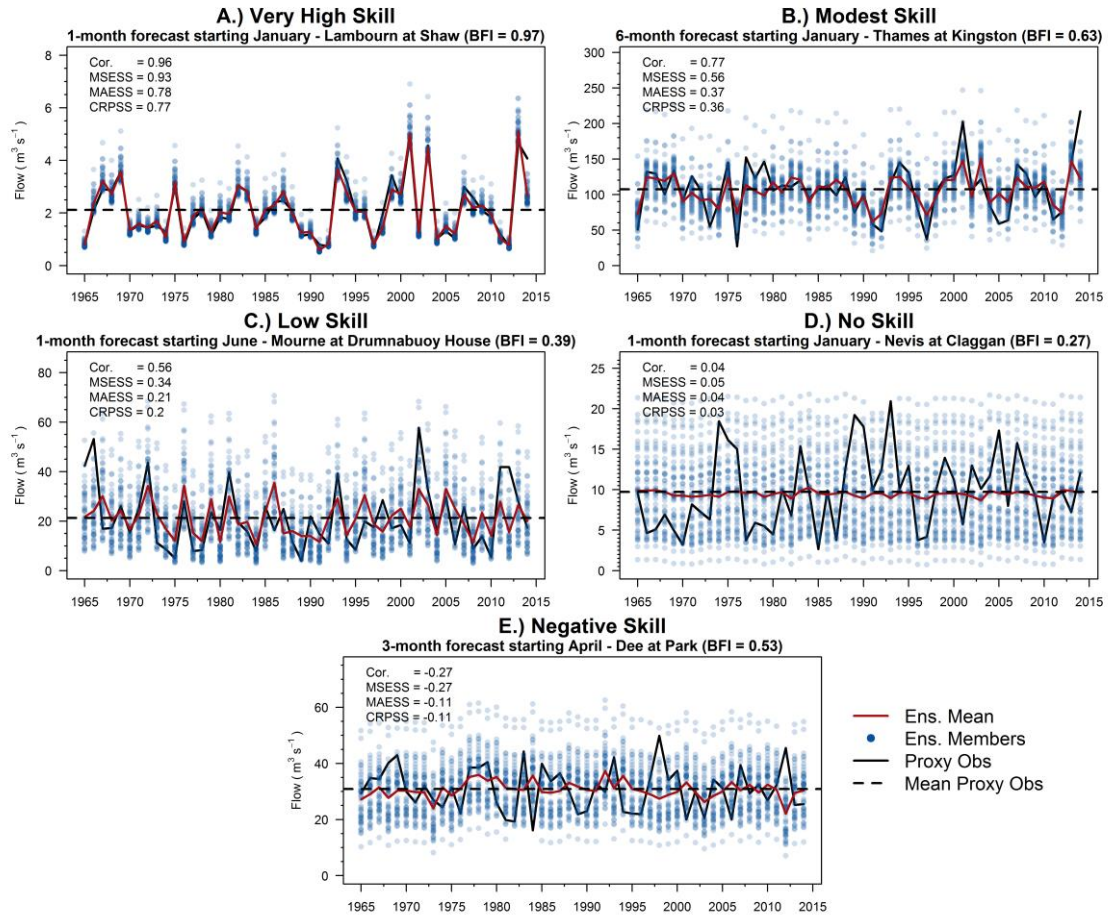 A.) Very High Skill
1-month forecast starting January - Lambourn at Shaw (BFI = 0.97)
Cor. = 0.96
MSESS = 0.93
MAESS = 0.78
CRPSS = 0.77
Flow ( m³ s⁻¹ )
8
6
4
2
0
1965 1970 1975 1980 1985 1990 1995 2000 2005 2010 2015
B.) Modest Skill
6-month forecast starting January - Thames at Kingston (BFI = 0.63)
Cor. = 0.77
MSESS = 0.56
MAESS = 0.37
CRPSS = 0.36
Flow ( m³ s⁻¹ )
300
250
200
150
100
50
0
1965 1970 1975 1980 1985 1990 1995 2000 2005 2010 2015
C.) Low Skill
1-month forecast starting June - Mourne at Drumnabuoy House (BFI = 0.39)
Cor. = 0.56
MSESS = 0.34
MAESS = 0.21
CRPSS = 0.2
Flow ( m³ s⁻¹ )
80
60
40
20
0
1965 1970 1975 1980 1985 1990 1995 2000 2005 2010 2015
D.) No Skill
1-month forecast starting January - Nevis at Claggan (BFI = 0.27)
Cor. = 0.04
MSESS = 0.05
MAESS = 0.04
CRPSS = 0.03
Flow ( m³ s⁻¹ )
25
20
15
10
5
0
1965 1970 1975 1980 1985 1990 1995 2000 2005 2010 2015
E.) Negative Skill
3-month forecast starting April - Dee at Park (BFI = 0.53)
Cor. = -0.27
MSESS = -0.27
MAESS = -0.11
CRPSS = -0.11
Flow ( m³ s⁻¹ )
60
40
20
0
1965 1970 1975 1980 1985 1990 1995 2000 2005 2010 2015
Ens. Mean
Ens. Members
Proxy Obs
Mean Proxy Obs